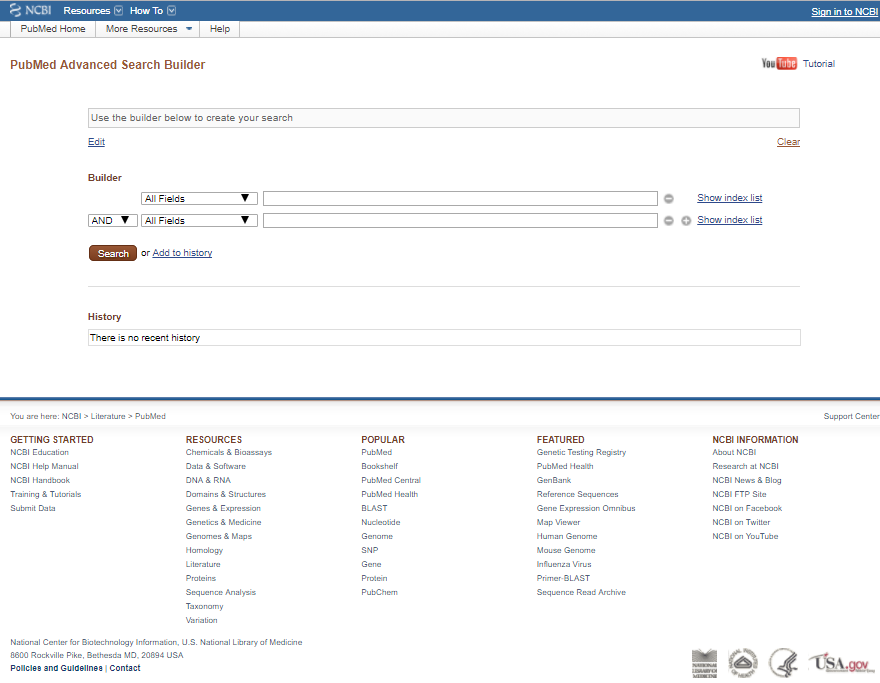 NCBI Resources How To Sign in to NCBI
PubMed Home More Resources Help
PubMed Advanced Search Builder
YouTube Tutorial
Use the builder below to create your search
Edit Clear
Builder
All Fields Show index list
AND All Fields Show index list
Search or Add to history
History
There is no recent history
You are here: NCBI > Literature > PubMed Support Center
GETTING STARTED
NCBI Education
NCBI Help Manual
NCBI Handbook
Training & Tutorials
Submit Data
RESOURCES
Chemicals & Bioassays
Data & Software
DNA & RNA
Domains & Structures
Genes & Expression
Genetics & Medicine
Genomes & Maps
Homology
Literature
Proteins
Sequence Analysis
Taxonomy
Variation
POPULAR
PubMed
Bookshelf
PubMed Central
PubMed Health
BLAST
Nucleotide
Genome
SNP
Gene
Protein
PubChem
FEATURED
Genetic Testing Registry
PubMed Health
GenBank
Reference Sequences
Gene Expression Omnibus
Map Viewer
Human Genome
Mouse Genome
Influenza Virus
Primer-BLAST
Sequence Read Archive
NCBI INFORMATION
About NCBI
Research at NCBI
NCBI News & Blog
NCBI FTP Site
NCBI on Facebook
NCBI on Twitter
NCBI on YouTube
National Center for Biotechnology Information, U.S. National Library of Medicine
8600 Rockville Pike, Bethesda MD, 20894 USA
Policies and Guidelines | Contact
NATIONAL
LIBRARY OF
MEDICINE
USA.gov